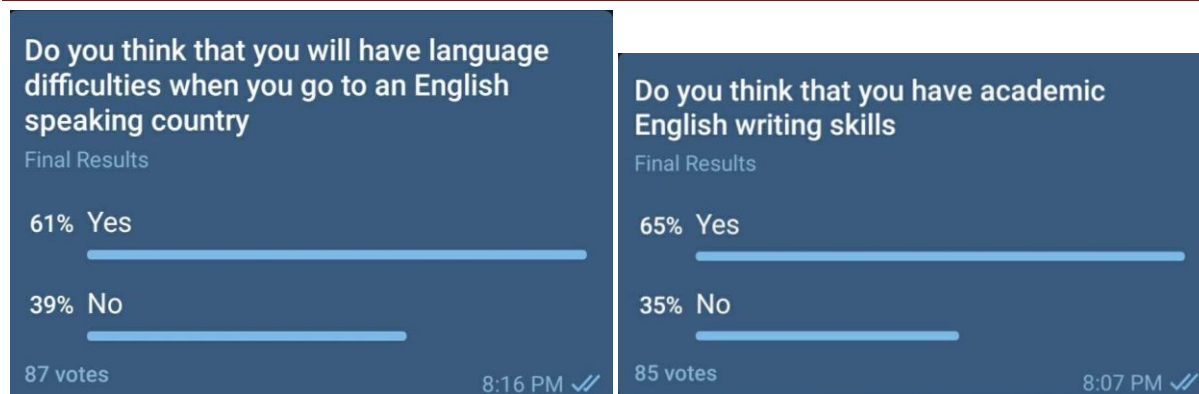 Do you think that you will have language
difficulties when you go to an English
speaking country
Final Results
61% Yes
39% No
87 votes
8:16 PM
Do you think that you have academic
English writing skills
Final Results
65% Yes
35% No
85 votes
8:07 PM